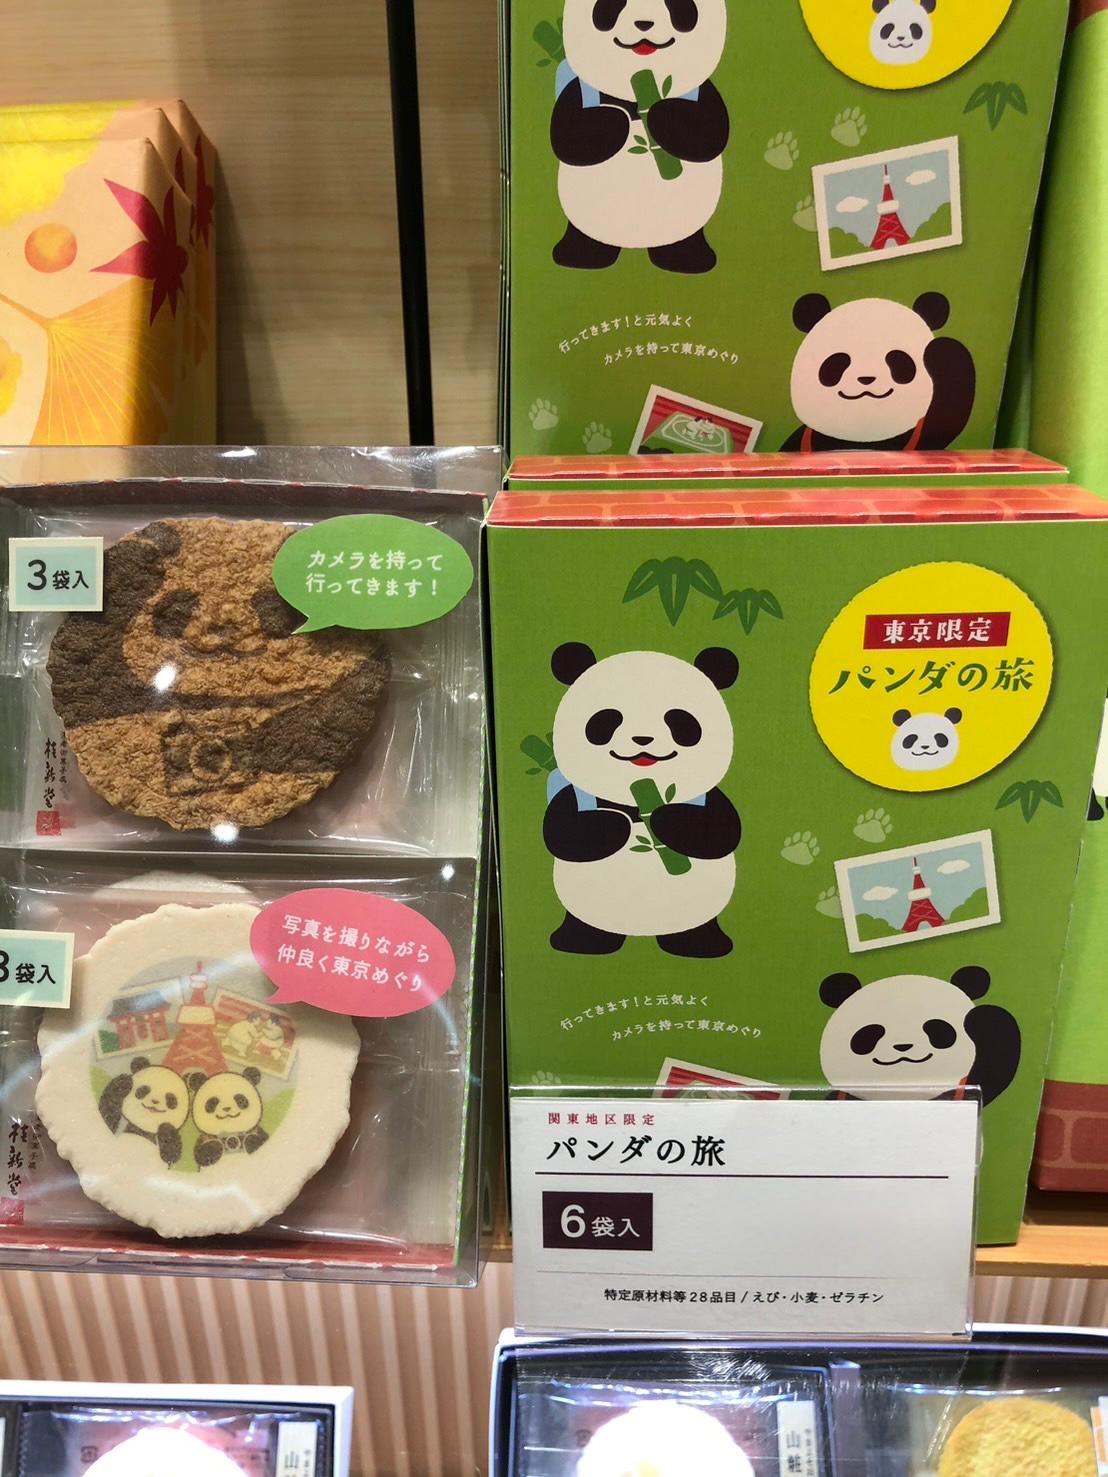 行ってきます！と元気よく
カメラを持って東京めぐり
3袋入
カメラを持って
行ってきます！
桂新堂
東京限定
パンダの旅
3袋入
写真を撮りながら
仲良く東京めぐり
桂新堂
行ってきます！と元気よく
カメラを持って東京めぐり
関東地区限定
パンダの旅
6袋入
特定原材料等28品目/えび・小麦・ゼラチン